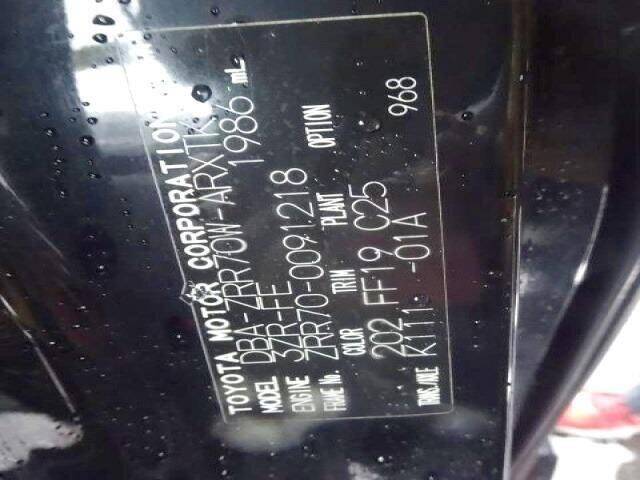 TOYOTA MOTOR CORPORATION
MODEL DBA-ZRR70W-ARXTK
ENGINE 3ZR-FE 1986 mL
FRAME No. ZRR70-0091218
COLOR TRIM PLANT OPTION
202 FF19 C25 968
TRANS./AXLE K111 -01A